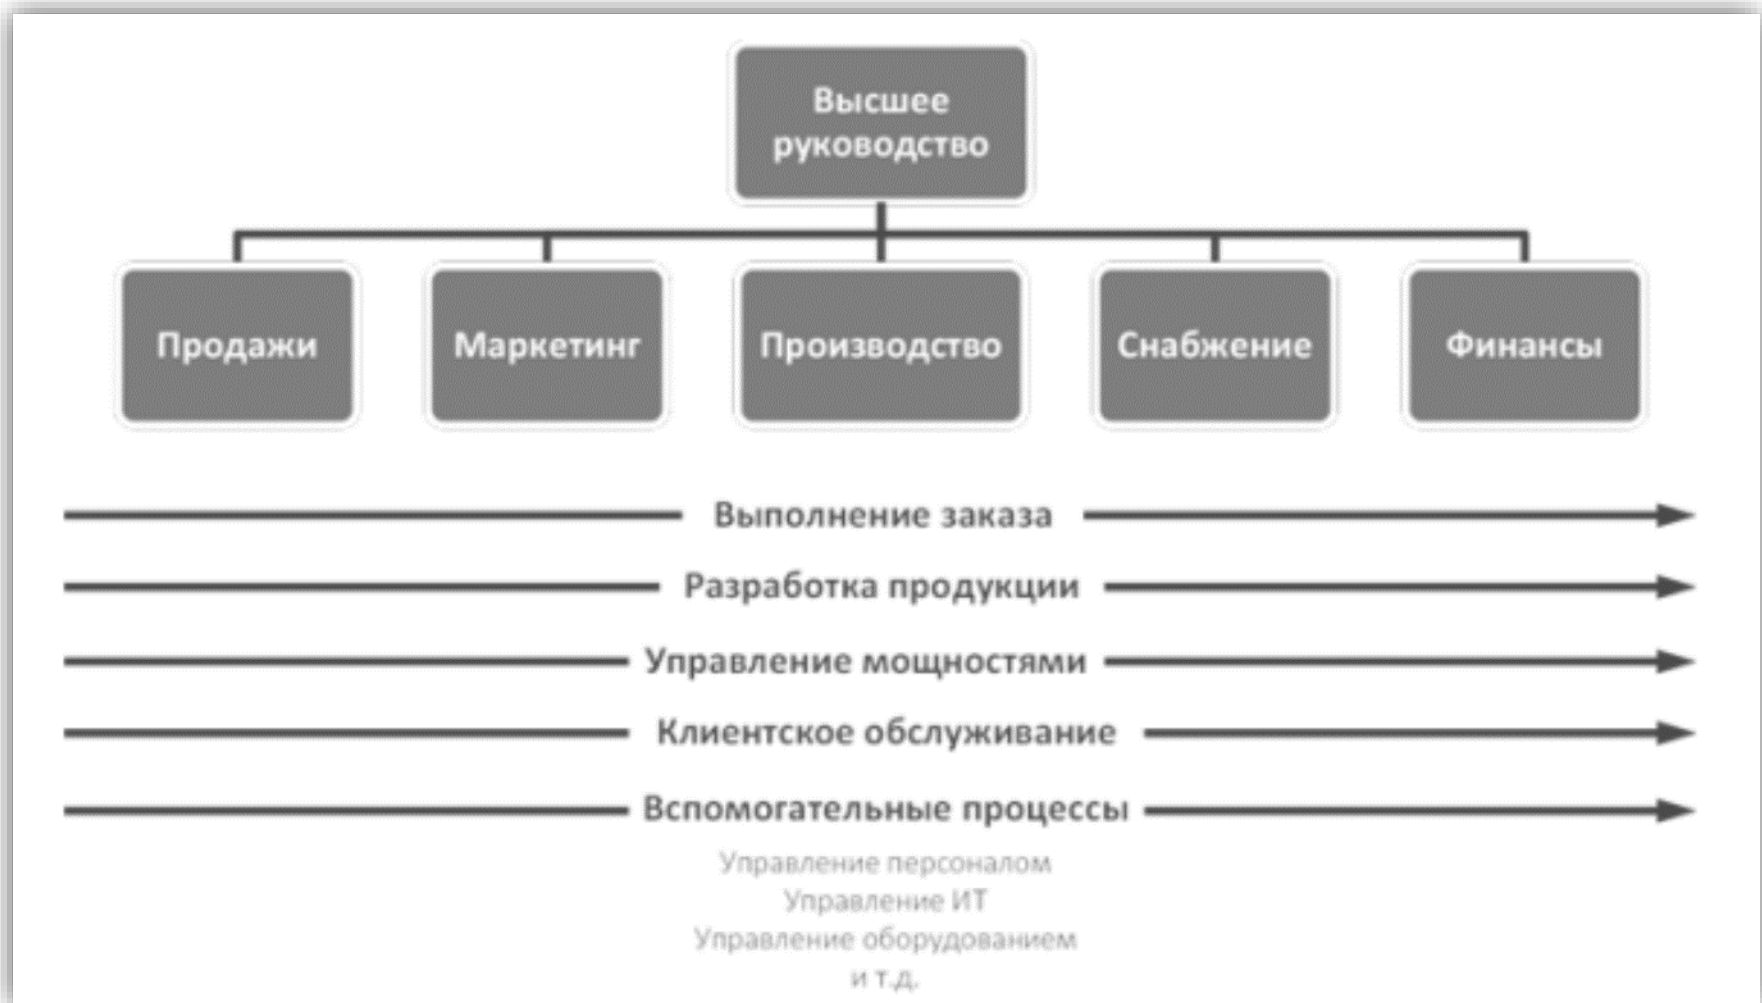 Высшее
руководство
Продажи
Маркетинг
Производство
Снабжение
Финансы
Выполнение заказа
Разработка продукции
Управление мощностями
Клиентское обслуживание
Вспомогательные процессы
Управление персоналом
Управление ИТ
Управление оборудованием
и т.д.